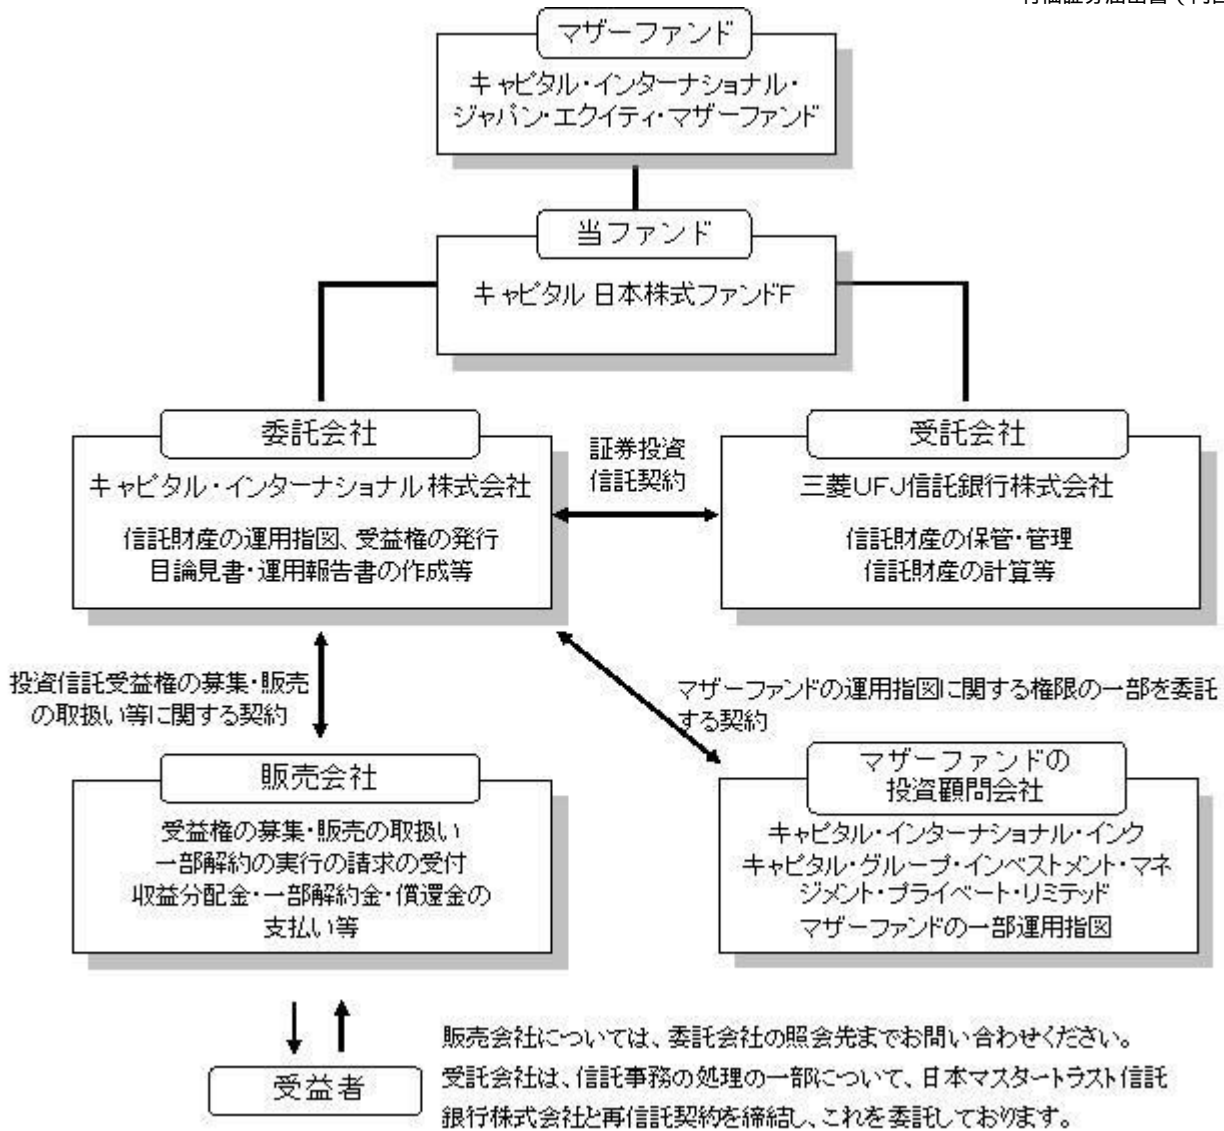 マザーファンド
キャピタル・インターナショナル・
ジャパン・エクイティ・マザーファンド
当ファンド
キャピタル 日本株式ファンドF
委託会社
キャピタル・インターナショナル 株式会社
信託財産の運用指図、受益権の発行
目論見書・運用報告書の作成等
証券投資
信託契約
受託会社
三菱UFJ信託銀行株式会社
信託財産の保管・管理
信託財産の計算等
投資信託受益権の募集・販売
の取扱い等に関する契約
マザーファンドの運用指図に関する権限の一部を委託
する契約
販売会社
受益権の募集・販売の取扱い
一部解約の実行の請求の受付
収益分配金・一部解約金・償還金の
支払い等
マザーファンドの
投資顧問会社
キャピタル・インターナショナル・インク
キャピタル・グループ・インベストメント・マネ
ジメント・プライベート・リミテッド
マザーファンドの一部運用指図
受益者
販売会社については、委託会社の照会先までお問い合わせください。
受託会社は、信託事務の処理の一部について、日本マスタートラスト信託
銀行株式会社と再信託契約を締結し、これを委託しております。